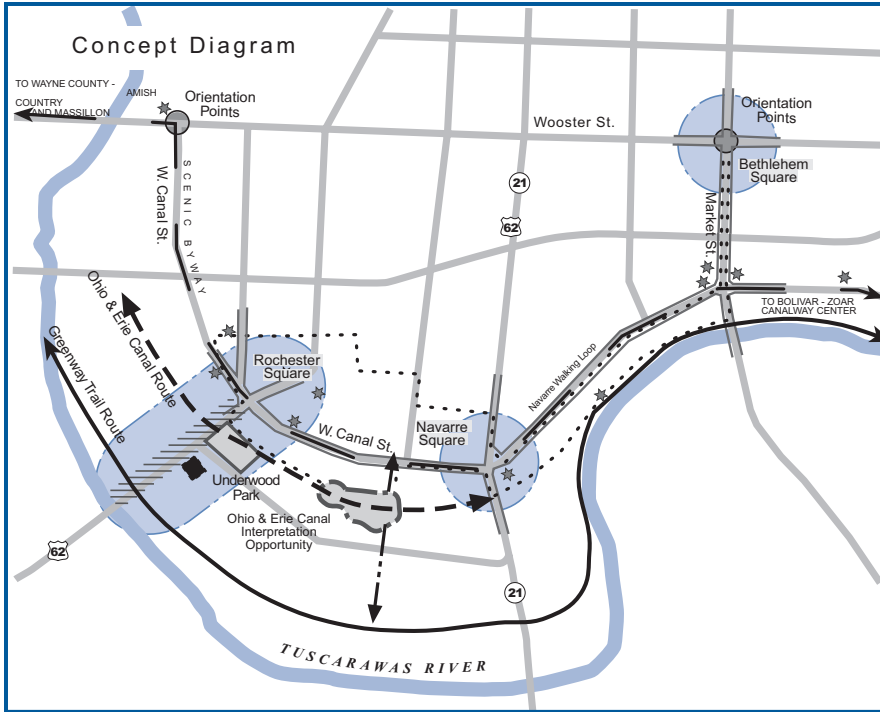 Concept Diagram
TO WAYNE COUNTY -
AMISH
COUNTRY
AND MASSILLON
Orientation
Points
Wooster St.
Orientation
Points
Bethlehem
Square
W. Canal St.
SCENIC BYWAY
21
62
Market St.
Ohio & Erie Canal Route
Greenway Trail Route
TO BOLIVAR - ZOAR
CANALWAY CENTER
Rochester
Square
Navarre Walking Loop
W. Canal St.
Navarre
Square
Underwood
Park
Ohio & Erie Canal
Interpretation
Opportunity
62
21
TUSCARAWAS RIVER